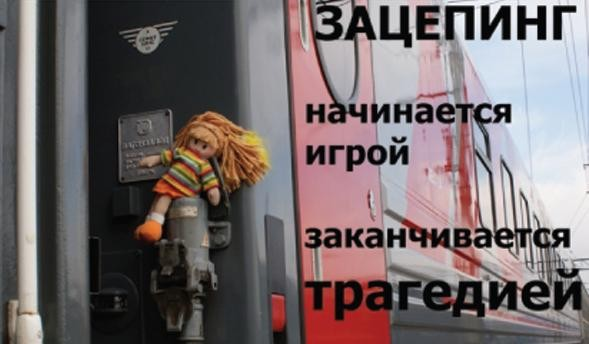 ЗАЦЕПИНГ
начинается
игрой
заканчивается
трагедией